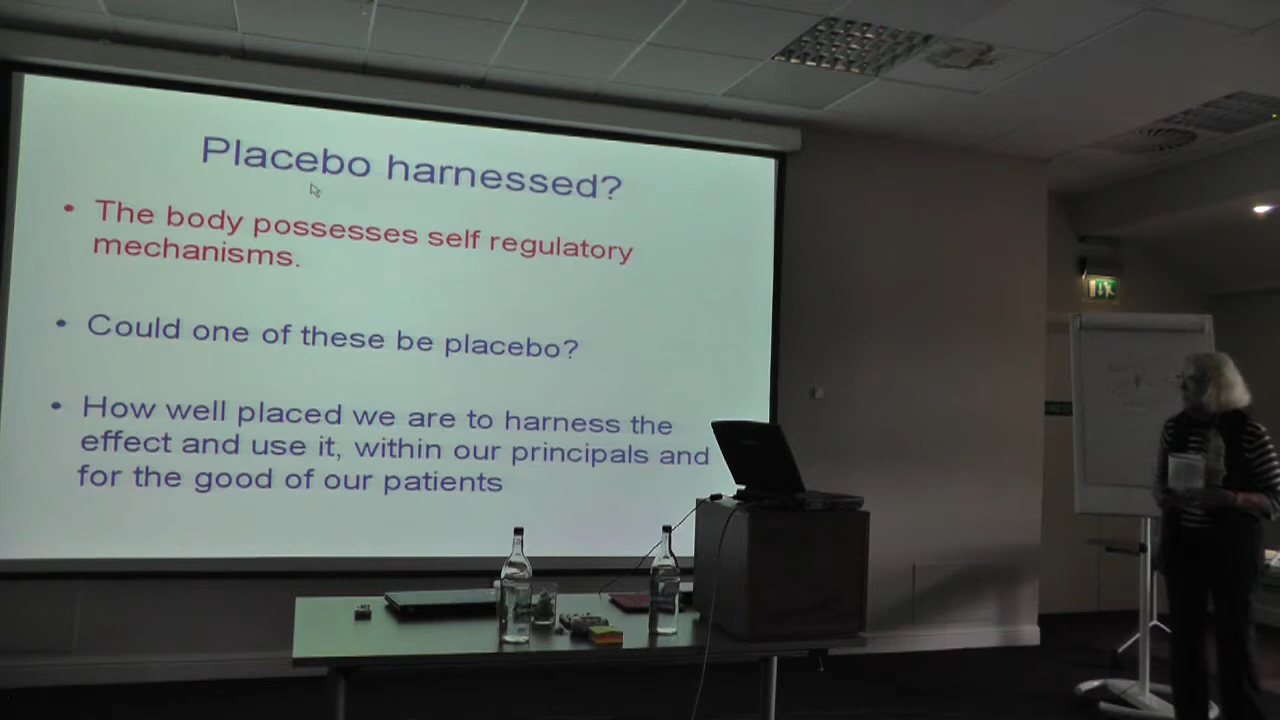 Placebo harnessed?
• The body possesses self regulatory
mechanisms.
• Could one of these be placebo?
• How well placed we are to harness the
effect and use it, within our principals and
for the good of our patients